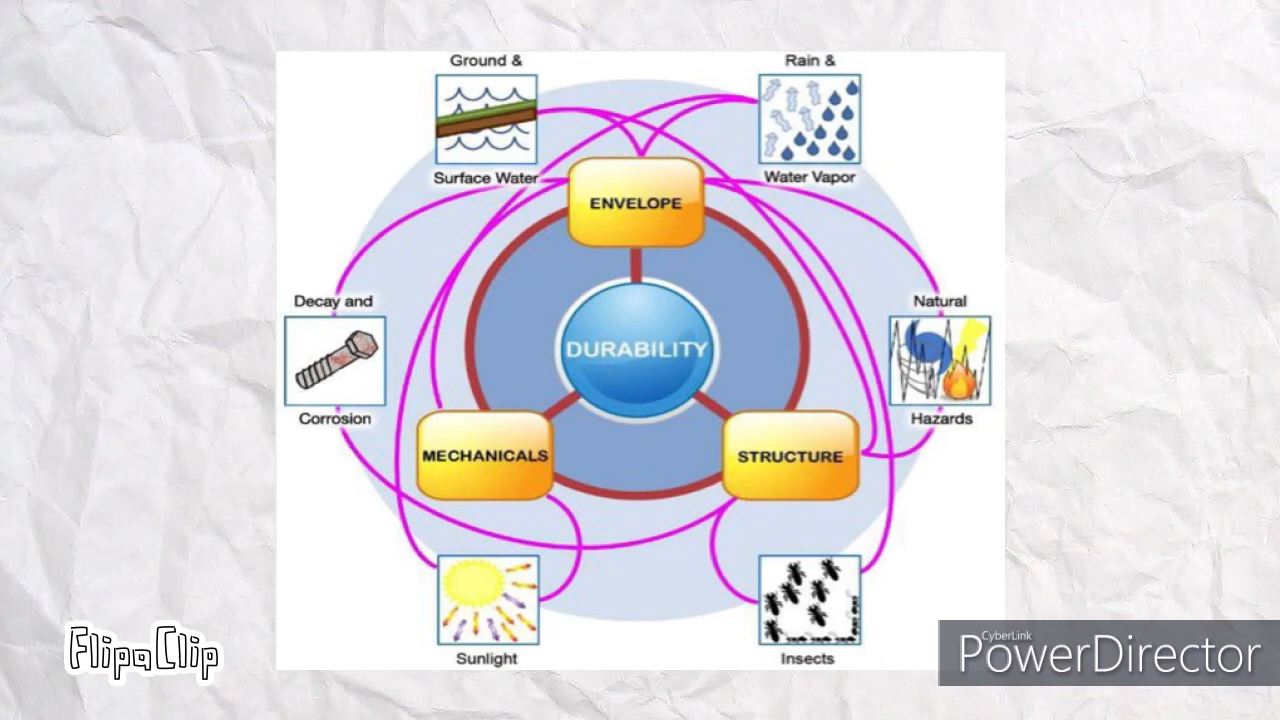 Ground &
Surface Water
Rain &
Water Vapor
ENVELOPE
Decay and
Corrosion
DURABILITY
Natural
Hazards
MECHANICALS
STRUCTURE
Sunlight
Insects
FlipaClip
CyberLink
PowerDirector